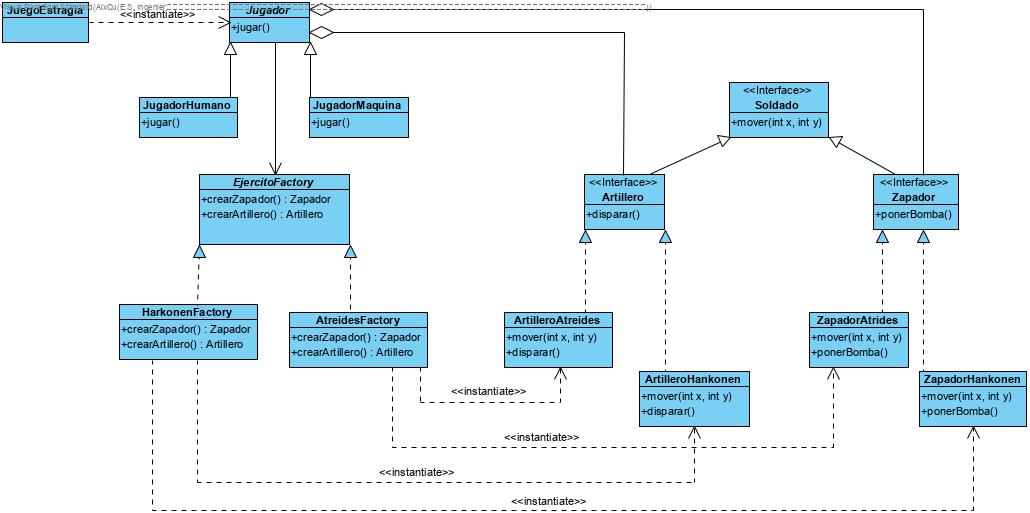 JuegoEstragia
<<instantiate>>
Jugador
+jugar()
JugadorHumano
+jugar()
JugadorMaquina
+jugar()
<<Interface>>
Soldado
+mover(int x, int y)
EjercitoFactory
+crearZapador() : Zapador
+crearArtillero() : Artillero
<<Interface>>
Artillero
+disparar()
<<Interface>>
Zapador
+ponerBomba()
HarkonenFactory
+crearZapador() : Zapador
+crearArtillero() : Artillero
AtreidesFactory
+crearZapador() : Zapador
+crearArtillero() : Artillero
ArtilleroAtreides
+mover(int x, int y)
+disparar()
ZapadorAtrides
+mover(int x, int y)
+ponerBomba()
ArtilleroHankonen
+mover(int x, int y)
+disparar()
ZapadorHankonen
+mover(int x, int y)
+ponerBomba()
<<instantiate>>
<<instantiate>>
<<instantiate>>
<<instantiate>>